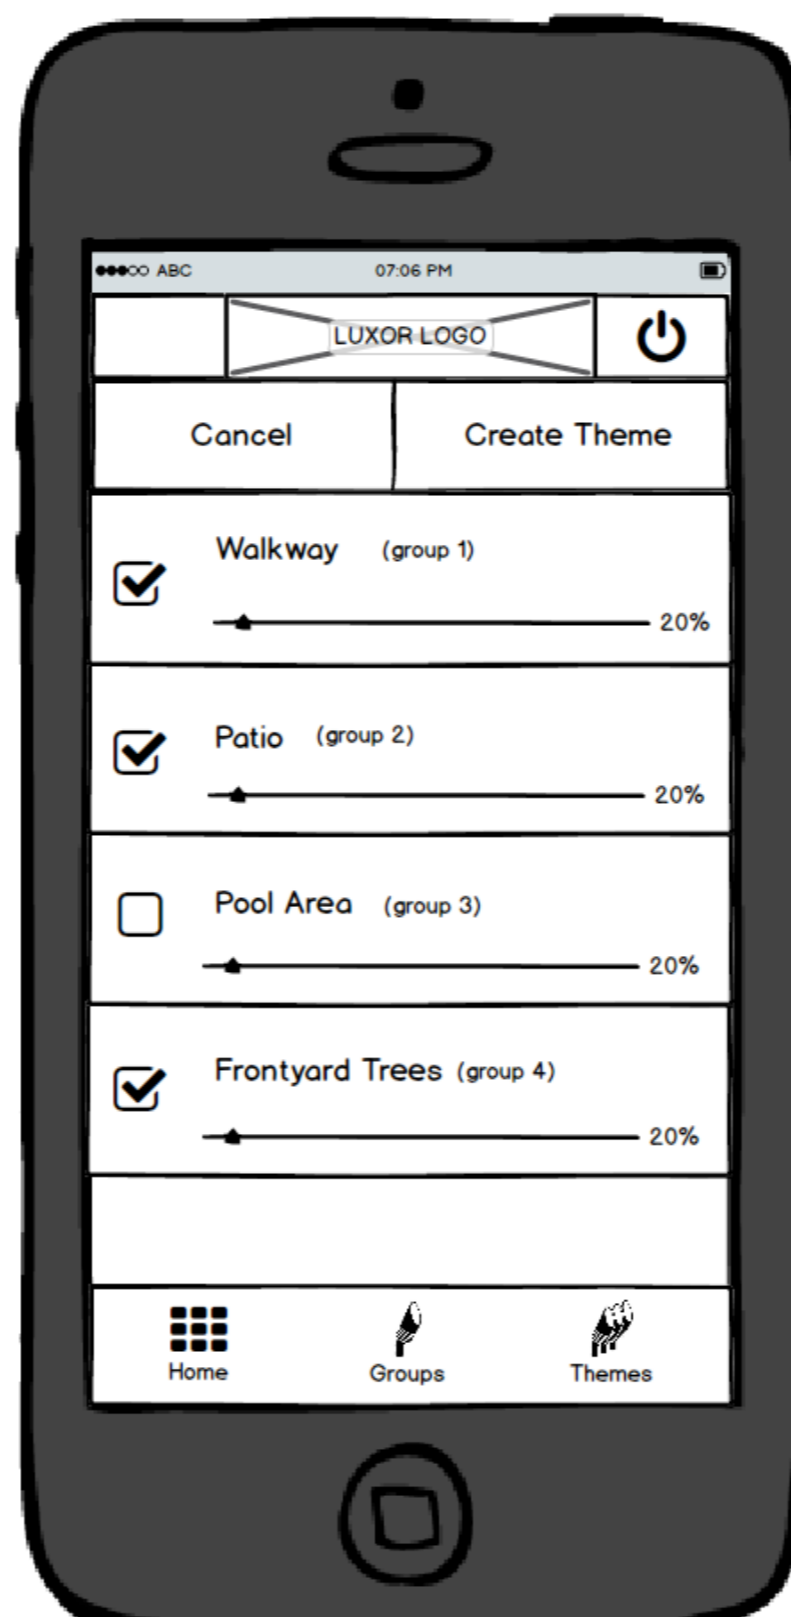 ABC 07:06 PM
LUXOR LOGO
Cancel Create Theme
Walkway (group 1)
20%
Patio (group 2)
20%
Pool Area (group 3)
20%
Frontyard Trees (group 4)
20%
Home Groups Themes